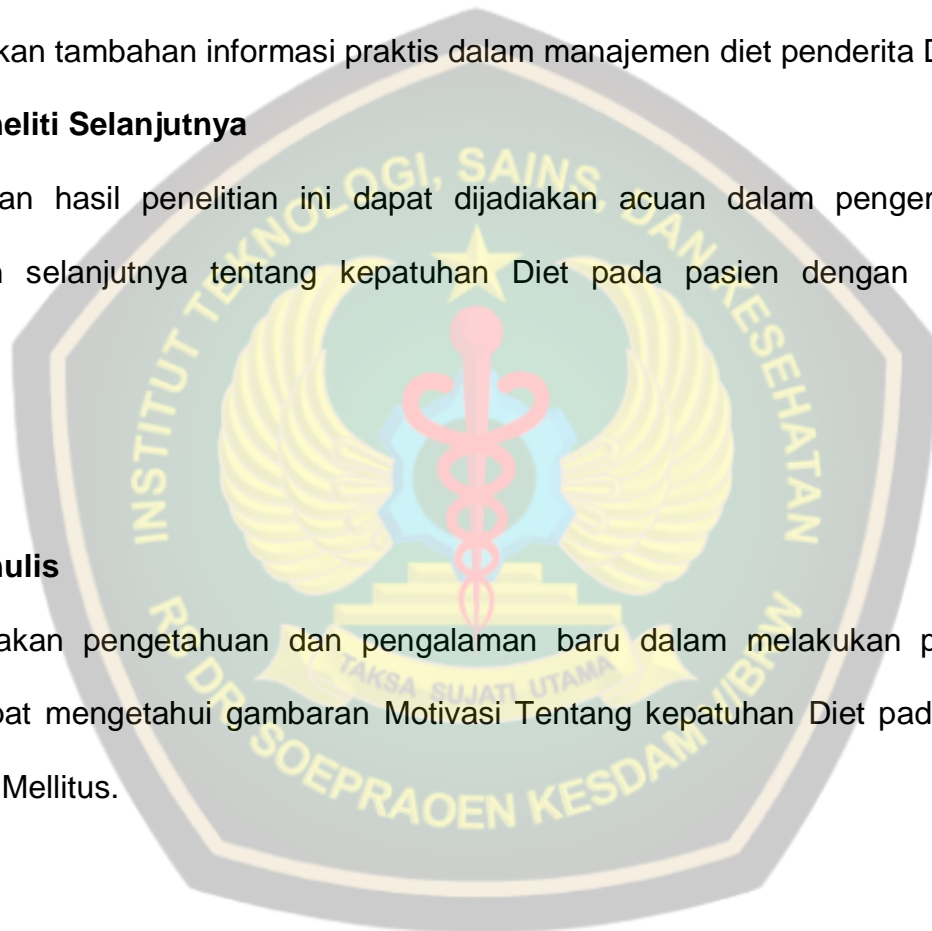 kan tambahan informasi praktis dalam manajemen diet penderita D
neliti Selanjutnya
an hasil penelitian ini dapat dijadiakan acuan dalam penger
n selanjutnya tentang kepatuhan Diet pada pasien dengan
nulis
akan pengetahuan dan pengalaman baru dalam melakukan p
pat mengetahui gambaran Motivasi Tentang kepatuhan Diet pad
Mellitus.
INSTITUT TEKNOLOGI, SAINS, DAN KESEHATAN
TAKSA SUJATI UTAMA
RS DR. SOEPRAOEN KESDAM V/BRW